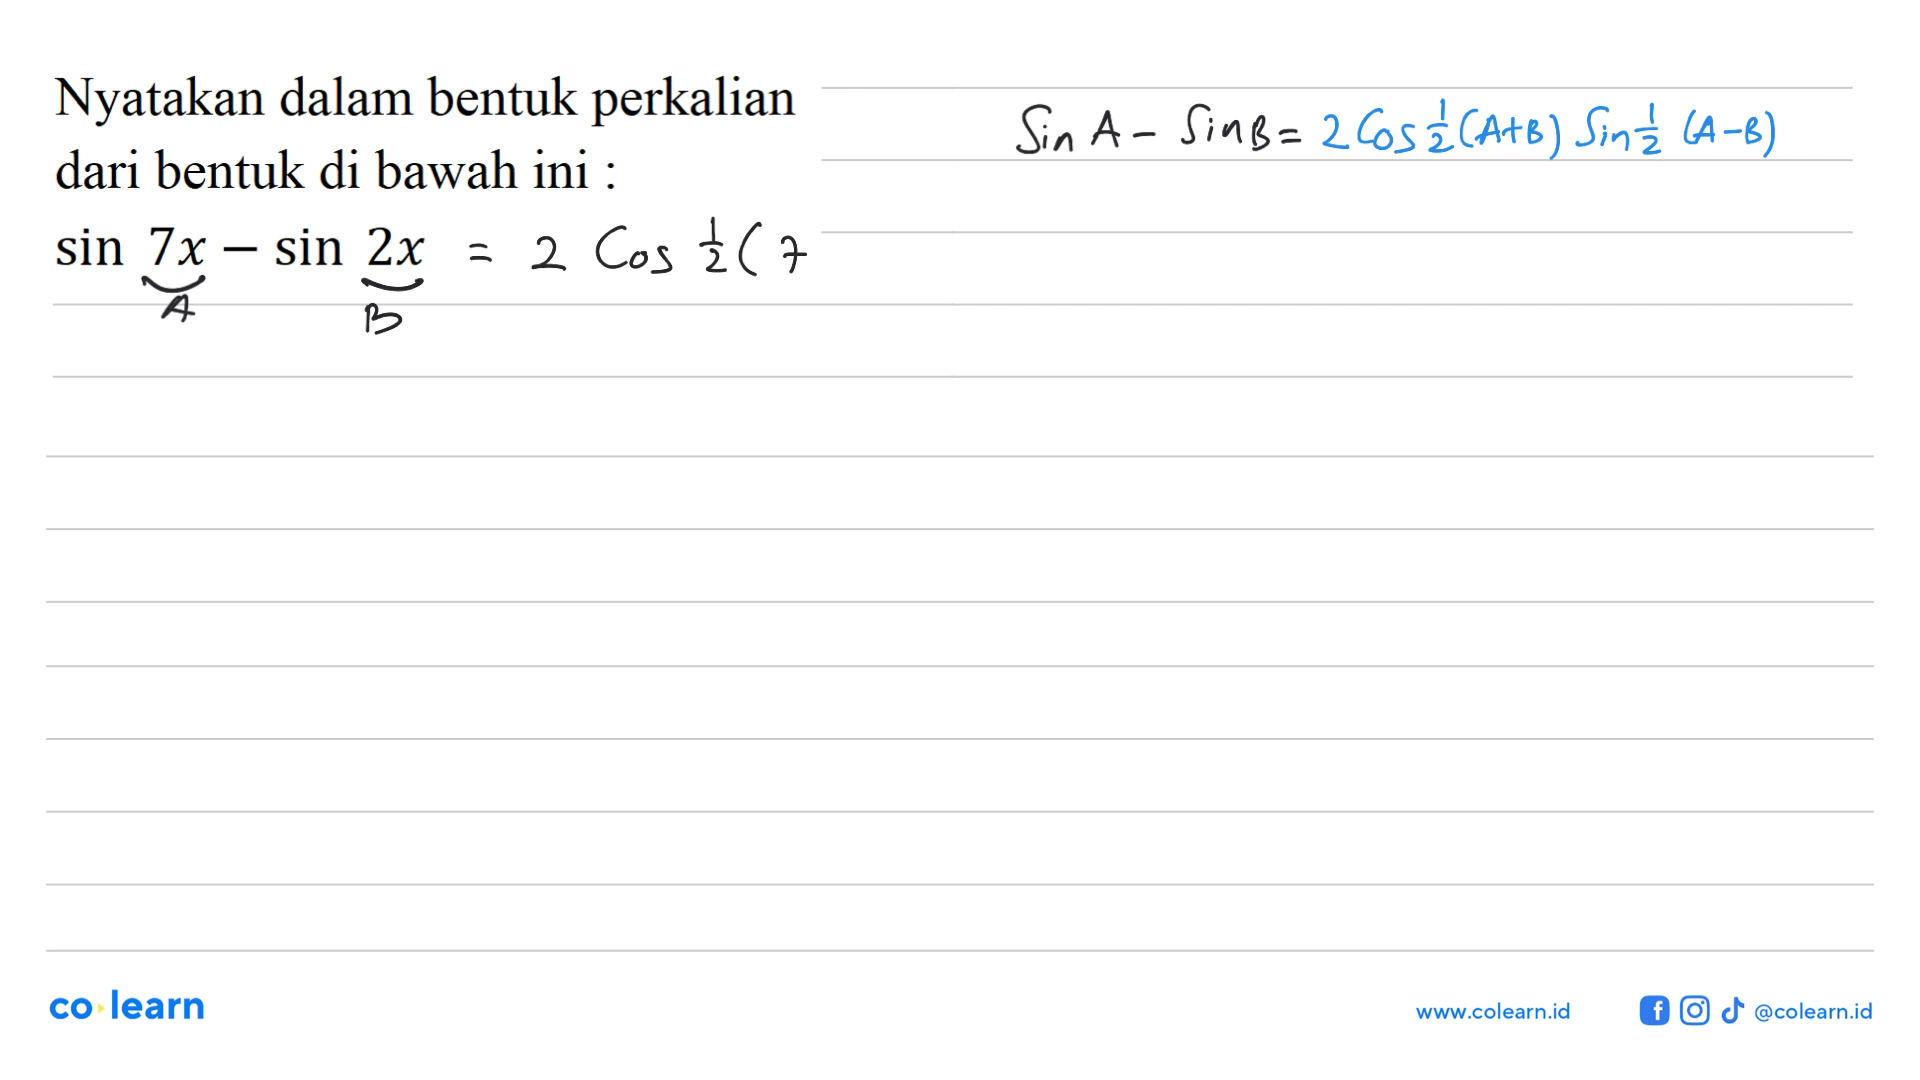 Nyatakan dalam bentuk perkalian
dari bentuk di bawah ini :
sin 7x – sin 2x = 2 Cos 1/2 ( 7
A B
Sin A – Sin B = 2 Cos 1/2 (A+B) Sin 1/2 (A-B)
co learn
www.colearn.id @colearn.id